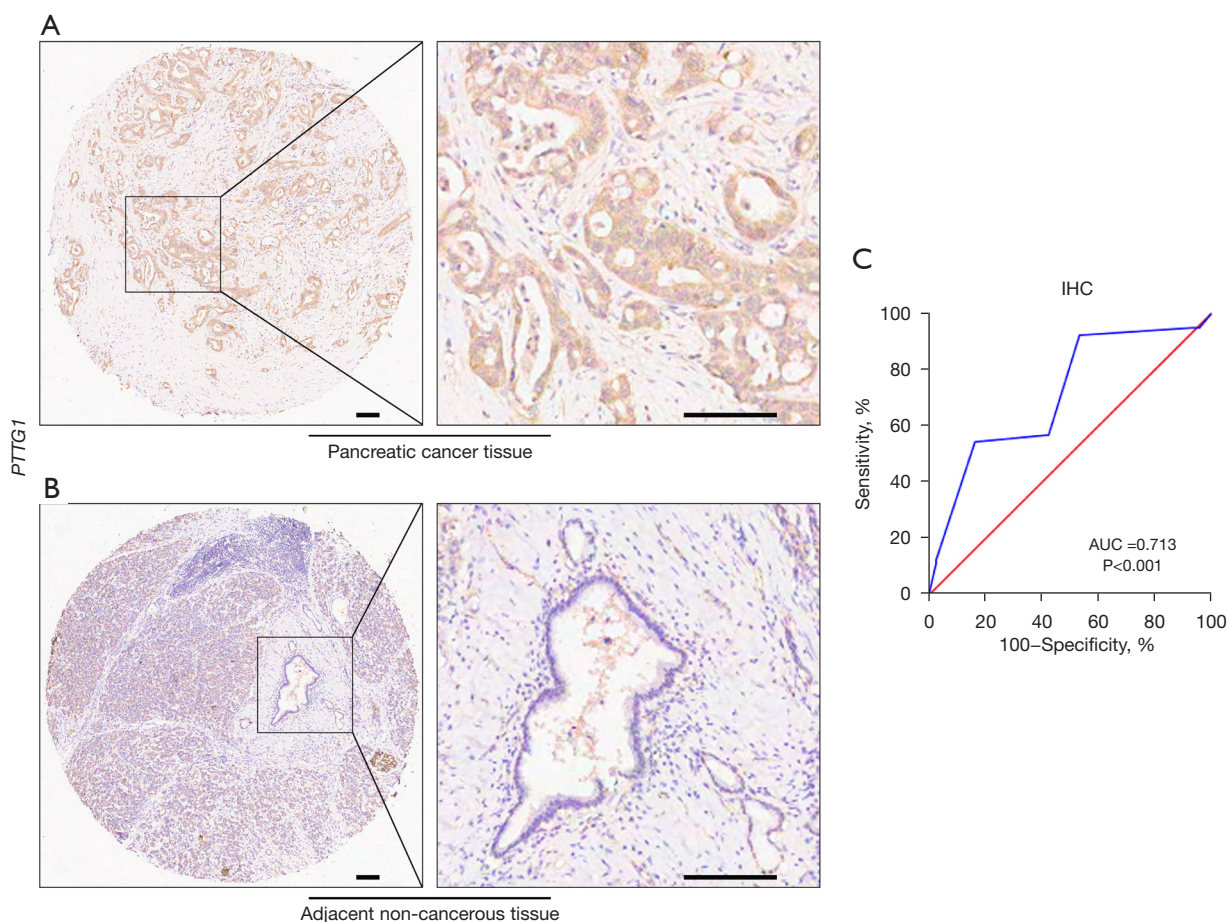 A
PTTG1
Pancreatic cancer tissue
B
Adjacent non-cancerous tissue
C
IHC
100
80
60
40
20
0
Sensitivity, %
AUC =0.713
P<0.001
0 20 40 60 80 100
100–Specificity, %